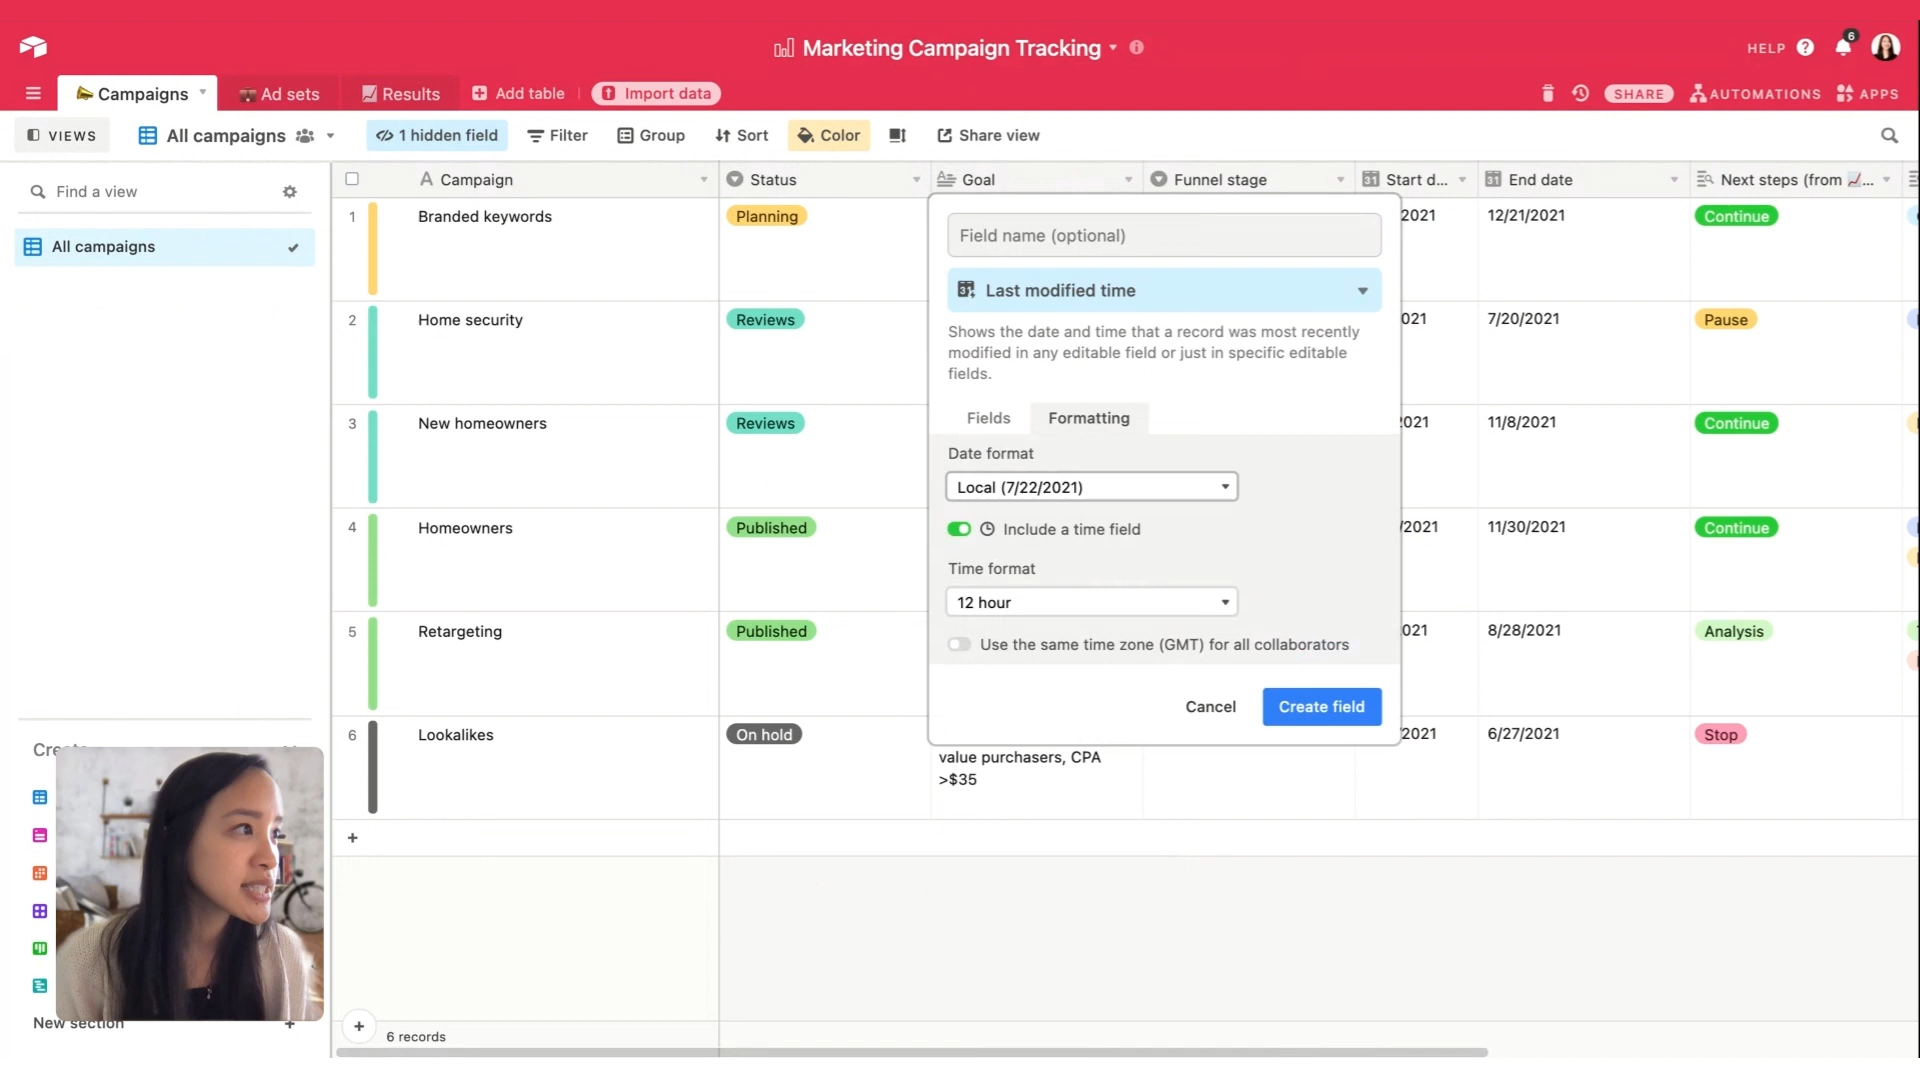 Marketing Campaign Tracking
HELP
6
Campaigns
Ad sets
Results
Add table
Import data
SHARE
AUTOMATIONS
APPS
VIEWS
All campaigns
1 hidden field
Filter
Group
Sort
Color
Share view
Find a view
All campaigns
Campaign
Status
Goal
Funnel stage
31 Start d...
31 End date
Next steps (from 📈...
1
Branded keywords
Planning
2021
12/21/2021
Continue
2
Home security
Reviews
021
7/20/2021
Pause
3
New homeowners
Reviews
2021
11/8/2021
Continue
4
Homeowners
Published
/2021
11/30/2021
Continue
5
Retargeting
Published
021
8/28/2021
Analysis
6
Lookalikes
On hold
value purchasers, CPA
>$35
2021
6/27/2021
Stop
Field name (optional)
31 Last modified time
Shows the date and time that a record was most recently
modified in any editable field or just in specific editable
fields.
Fields
Formatting
Date format
Local (7/22/2021)
Include a time field
Time format
12 hour
Use the same time zone (GMT) for all collaborators
Cancel
Create field
New section
6 records